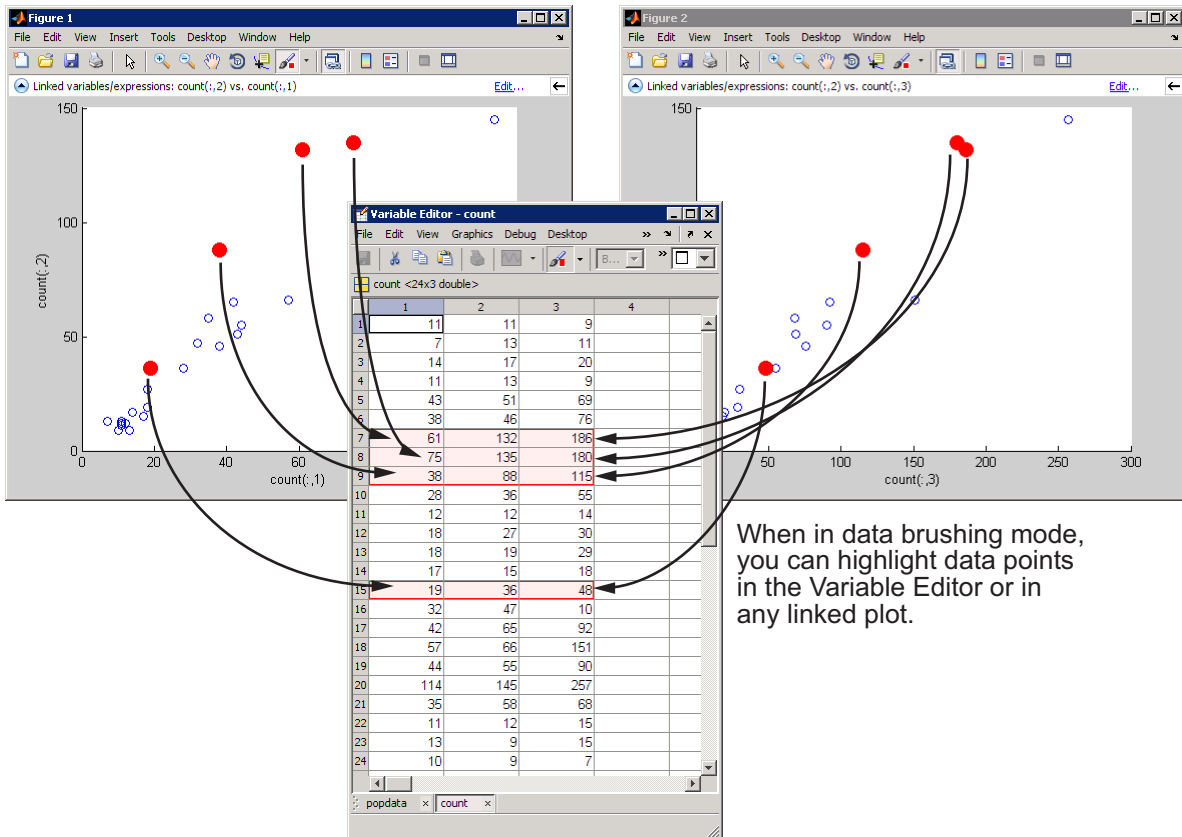 Figure 1
File Edit View Insert Tools Desktop Window Help
Linked variables/expressions: count(:,2) vs. count(:,1) Edit...
150
100
50
0
count(:,2)
0 20 40 60
count(:,1)
Figure 2
File Edit View Insert Tools Desktop Window Help
Linked variables/expressions: count(:,2) vs. count(:,3) Edit...
150
50 100 150 200 250 300
count(:,3)
Variable Editor - count
File Edit View Graphics Debug Desktop »
B... »
count <24x3 double>
1 2 3 4
1 11 11 9
2 7 13 11
3 14 17 20
4 11 13 9
5 43 51 69
6 38 46 76
7 61 132 186
8 75 135 180
9 38 88 115
10 28 36 55
11 12 12 14
12 18 27 30
13 18 19 29
14 17 15 18
15 19 36 48
16 32 47 10
17 42 65 92
18 57 66 151
19 44 55 90
20 114 145 257
21 35 58 68
22 11 12 15
23 13 9 15
24 10 9 7
popdata × count ×
When in data brushing mode,
you can highlight data points
in the Variable Editor or in
any linked plot.